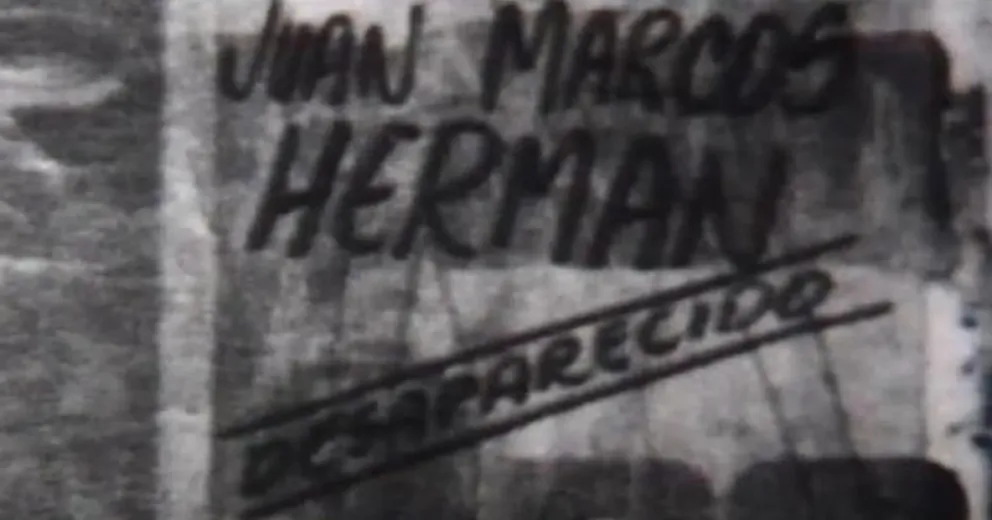 JUAN MARCOS
HERMAN
DESAPARECIDO